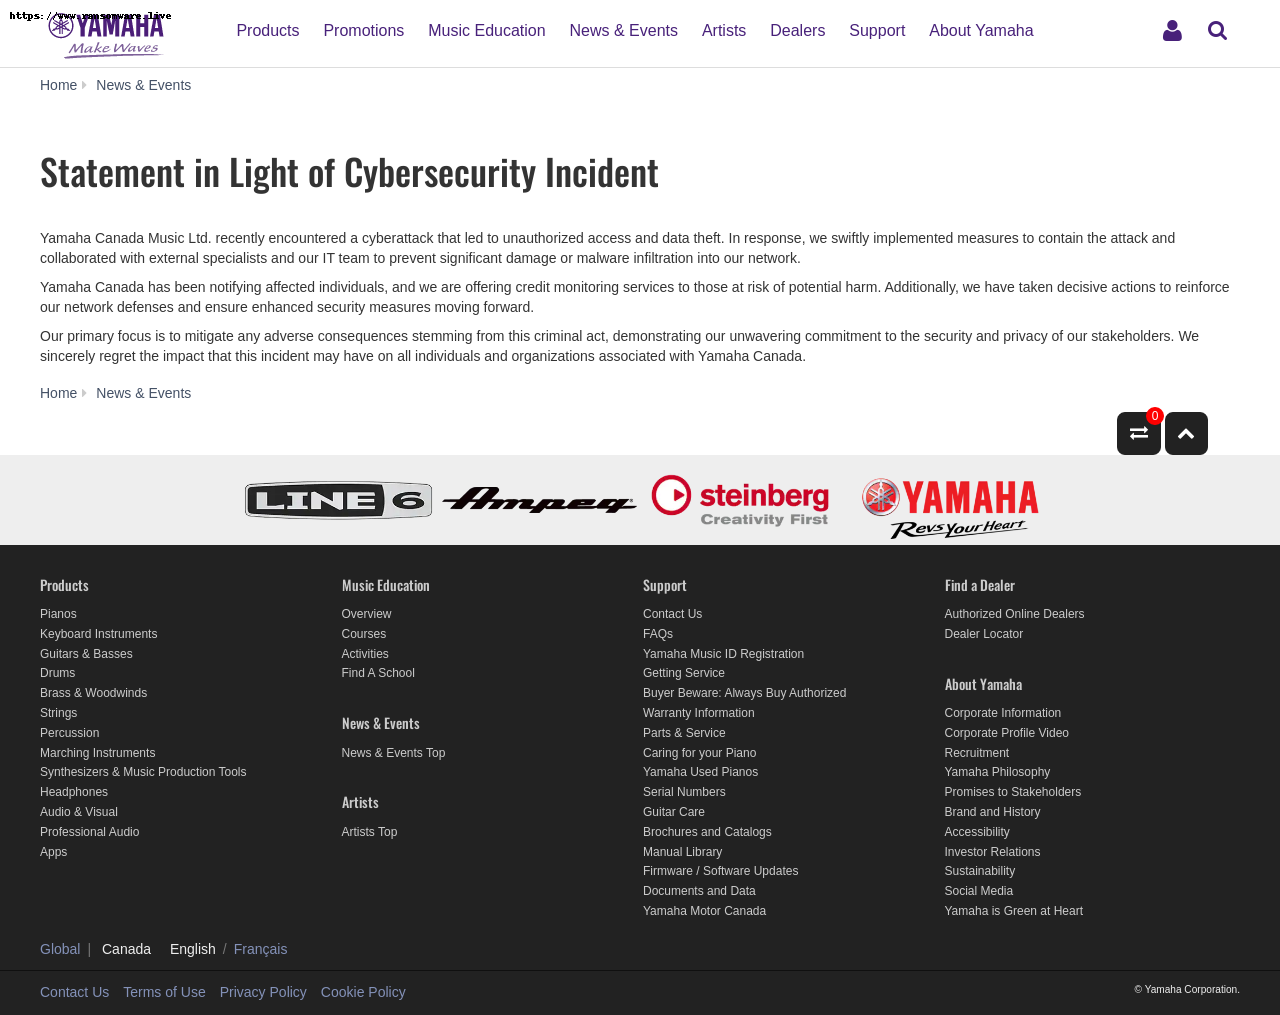 https://www.ransomware.live
YAMAHA
Make Waves
Products Promotions Music Education News & Events Artists Dealers Support About Yamaha
Home News & Events
Statement in Light of Cybersecurity Incident
Yamaha Canada Music Ltd. recently encountered a cyberattack that led to unauthorized access and data theft. In response, we swiftly implemented measures to contain the attack and
collaborated with external specialists and our IT team to prevent significant damage or malware infiltration into our network.
Yamaha Canada has been notifying affected individuals, and we are offering credit monitoring services to those at risk of potential harm. Additionally, we have taken decisive actions to reinforce
our network defenses and ensure enhanced security measures moving forward.
Our primary focus is to mitigate any adverse consequences stemming from this criminal act, demonstrating our unwavering commitment to the security and privacy of our stakeholders. We
sincerely regret the impact that this incident may have on all individuals and organizations associated with Yamaha Canada.
Home News & Events
0
LINE 6 Ampeg steinberg Creativity First YAMAHA Revs Your Heart
Products
Pianos
Keyboard Instruments
Guitars & Basses
Drums
Brass & Woodwinds
Strings
Percussion
Marching Instruments
Synthesizers & Music Production Tools
Headphones
Audio & Visual
Professional Audio
Apps
Music Education
Overview
Courses
Activities
Find A School
News & Events
News & Events Top
Artists
Artists Top
Support
Contact Us
FAQs
Yamaha Music ID Registration
Getting Service
Buyer Beware: Always Buy Authorized
Warranty Information
Parts & Service
Caring for your Piano
Yamaha Used Pianos
Serial Numbers
Guitar Care
Brochures and Catalogs
Manual Library
Firmware / Software Updates
Documents and Data
Yamaha Motor Canada
Find a Dealer
Authorized Online Dealers
Dealer Locator
About Yamaha
Corporate Information
Corporate Profile Video
Recruitment
Yamaha Philosophy
Promises to Stakeholders
Brand and History
Accessibility
Investor Relations
Sustainability
Social Media
Yamaha is Green at Heart
Global | Canada English / Français
Contact Us Terms of Use Privacy Policy Cookie Policy
© Yamaha Corporation.